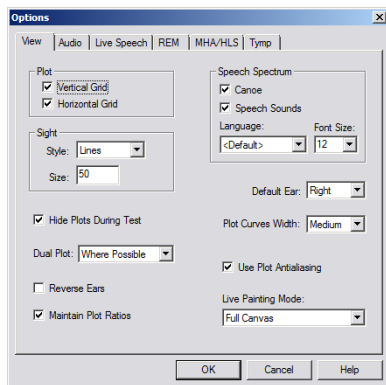 Options
View Audio Live Speech REM MHA/HLS Tymp
Plot
Vertical Grid
Horizontal Grid
Sight
Style: Lines
Size: 50
Hide Plots During Test
Dual Plot: Where Possible
Reverse Ears
Maintain Plot Ratios
Speech Spectrum
Canoe
Speech Sounds
Language: Font Size:
<Default> 12
Default Ear: Right
Plot Curves Width: Medium
Use Plot Antialiasing
Live Painting Mode:
Full Canvas
OK Cancel Help